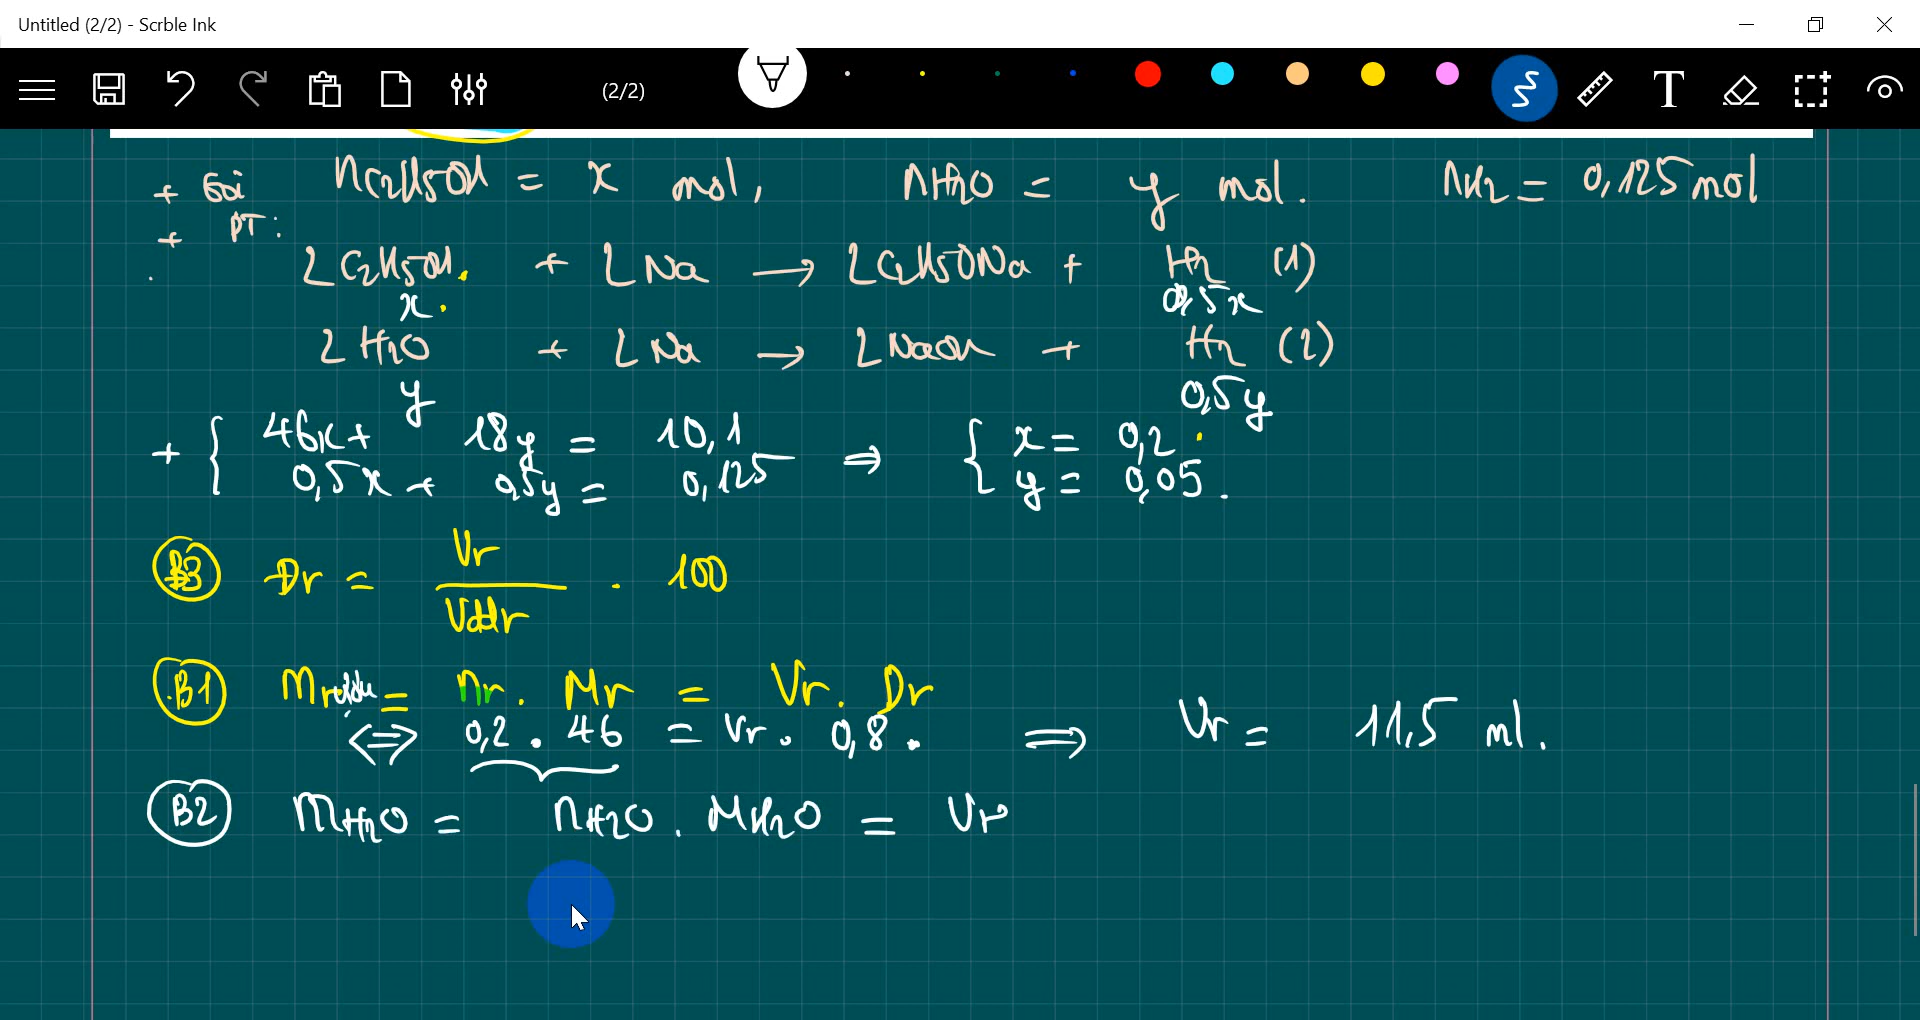 Untitled (2/2) - Scrble Ink
(2/2)
T
+ Gọi nC2H5OH = x mol, nH2O = y mol. nH2 = 0,125 mol
+ PT:
2C2H5OH + 2Na → 2C2H5ONa + H2 (1)
x 0,5x
2H2O + 2Na → 2NaOH + H2 (2)
y 0,5y
+ { 46x + 18y = 10,1 ⇒ { x = 0,2
0,5x + 0,5y = 0,125 y = 0,05.
B3 Dr = Vr / Vddr . 100
B1 mrượu = nr . Mr = Vr . Dr
⇔ 0,2 . 46 = Vr . 0,8 . ⇒ Vr = 11,5 ml.
B2 mH2O = nH2O . MH2O = Vr